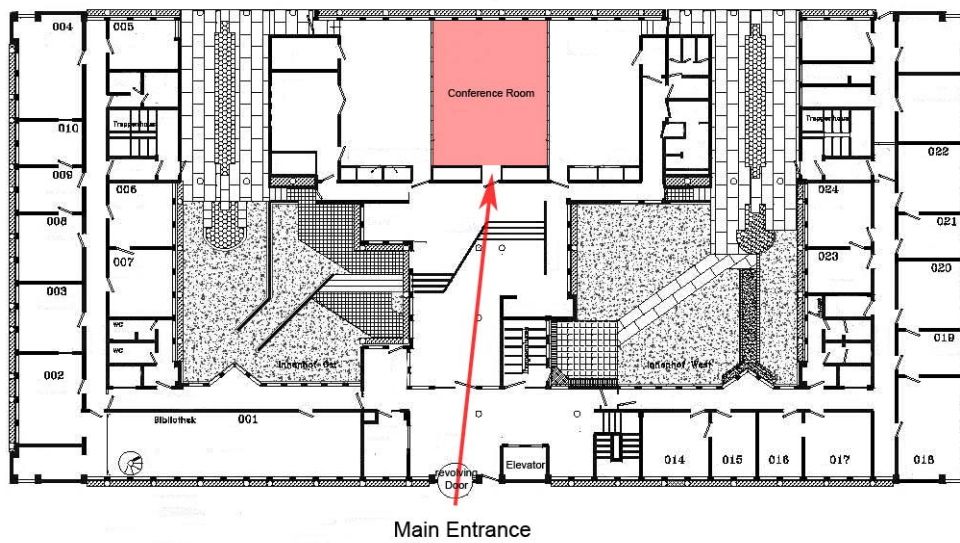 004
005
Conference Room
010
Treppenhaus
Treppenhaus
009
022
006
024
008
021
007
023
020
003
WC
WC
019
002
Innenhof Ost
Treppenhaus
Innenhof West
Bibliothek 001
014
015
016
017
018
revolving
Door
Elevator
Main Entrance